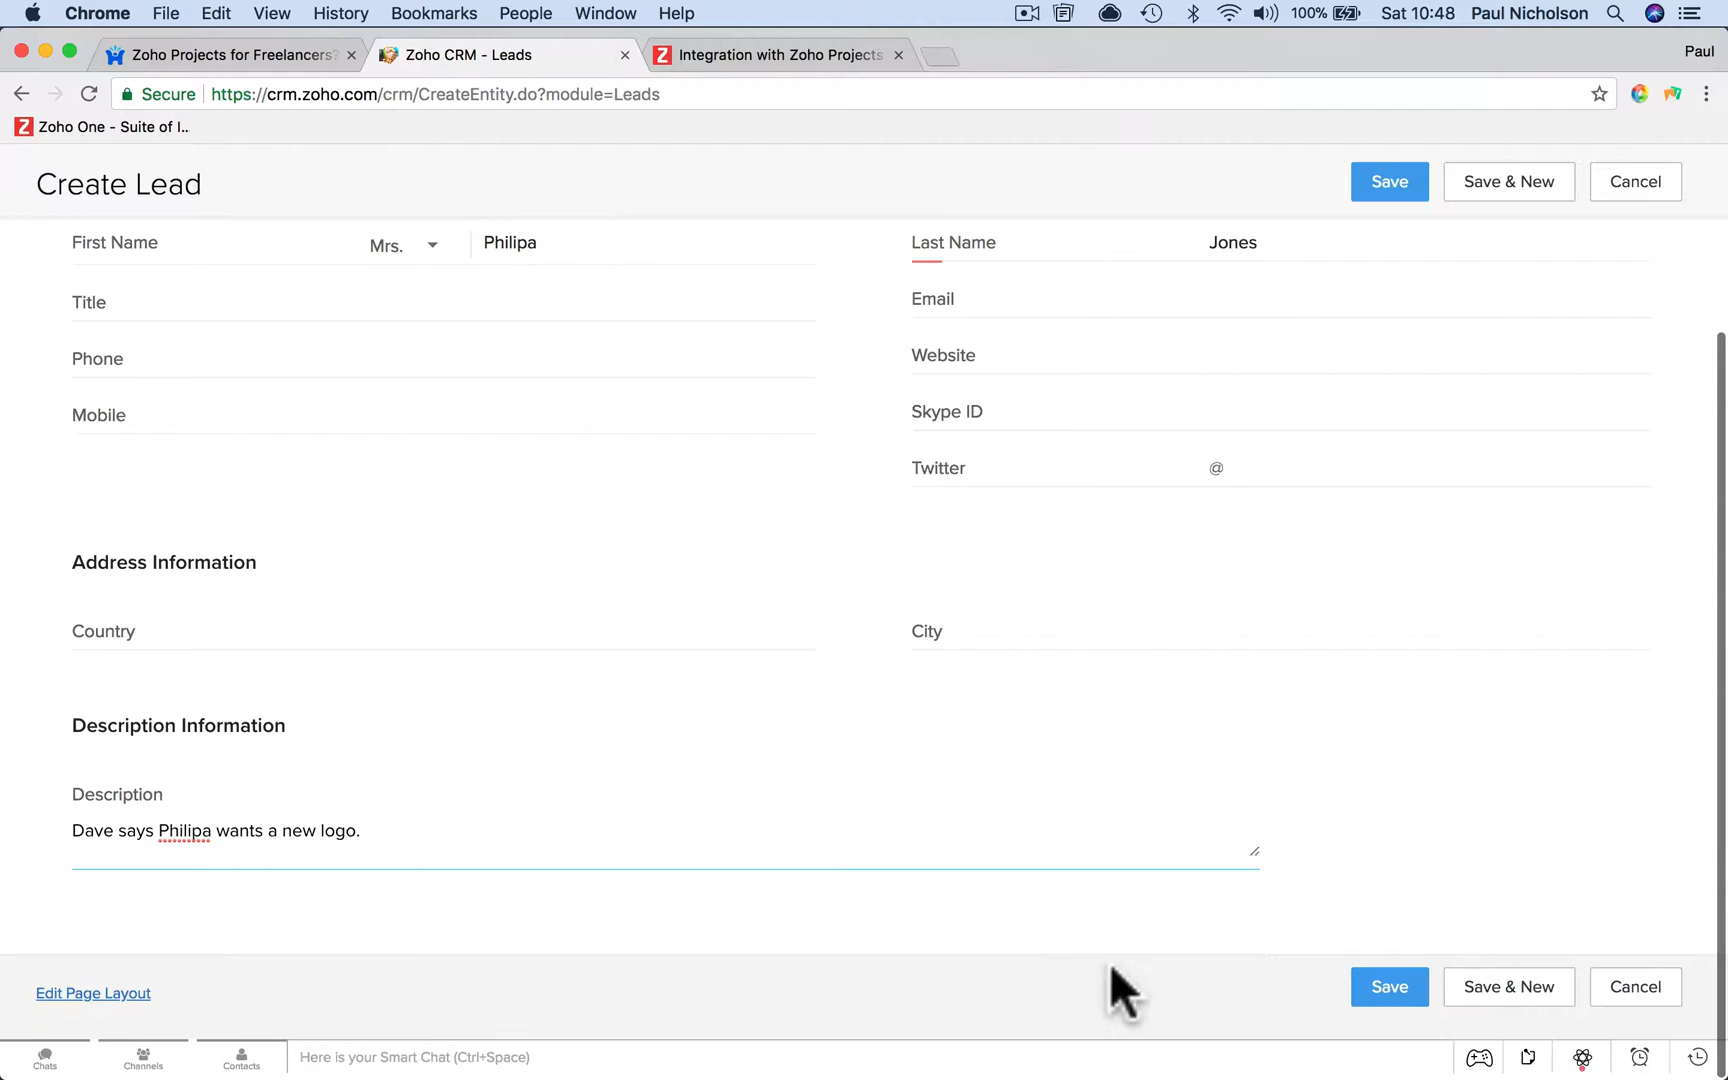 Chrome File Edit View History Bookmarks People Window Help 100% Sat 10:48 Paul Nicholson
Zoho Projects for Freelancers? Zoho CRM - Leads Integration with Zoho Projects Paul
Secure https://crm.zoho.com/crm/CreateEntity.do?module=Leads
Zoho One - Suite of I...
Create Lead Save Save & New Cancel
First Name Mrs. Philipa Last Name Jones
Title Email
Phone Website
Mobile Skype ID
Twitter @
Address Information
Country City
Description Information
Description
Dave says Philipa wants a new logo.
Edit Page Layout Save Save & New Cancel
Chats Channels Contacts Here is your Smart Chat (Ctrl+Space)